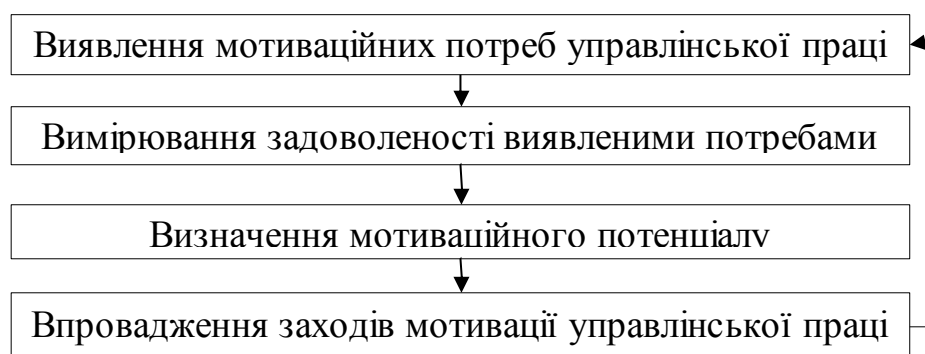 Виявлення мотиваційних потреб управлінської праці
Вимірювання задоволеності виявленими потребами
Визначення мотиваційного потенціалу
Впровадження заходів мотивації управлінської праці